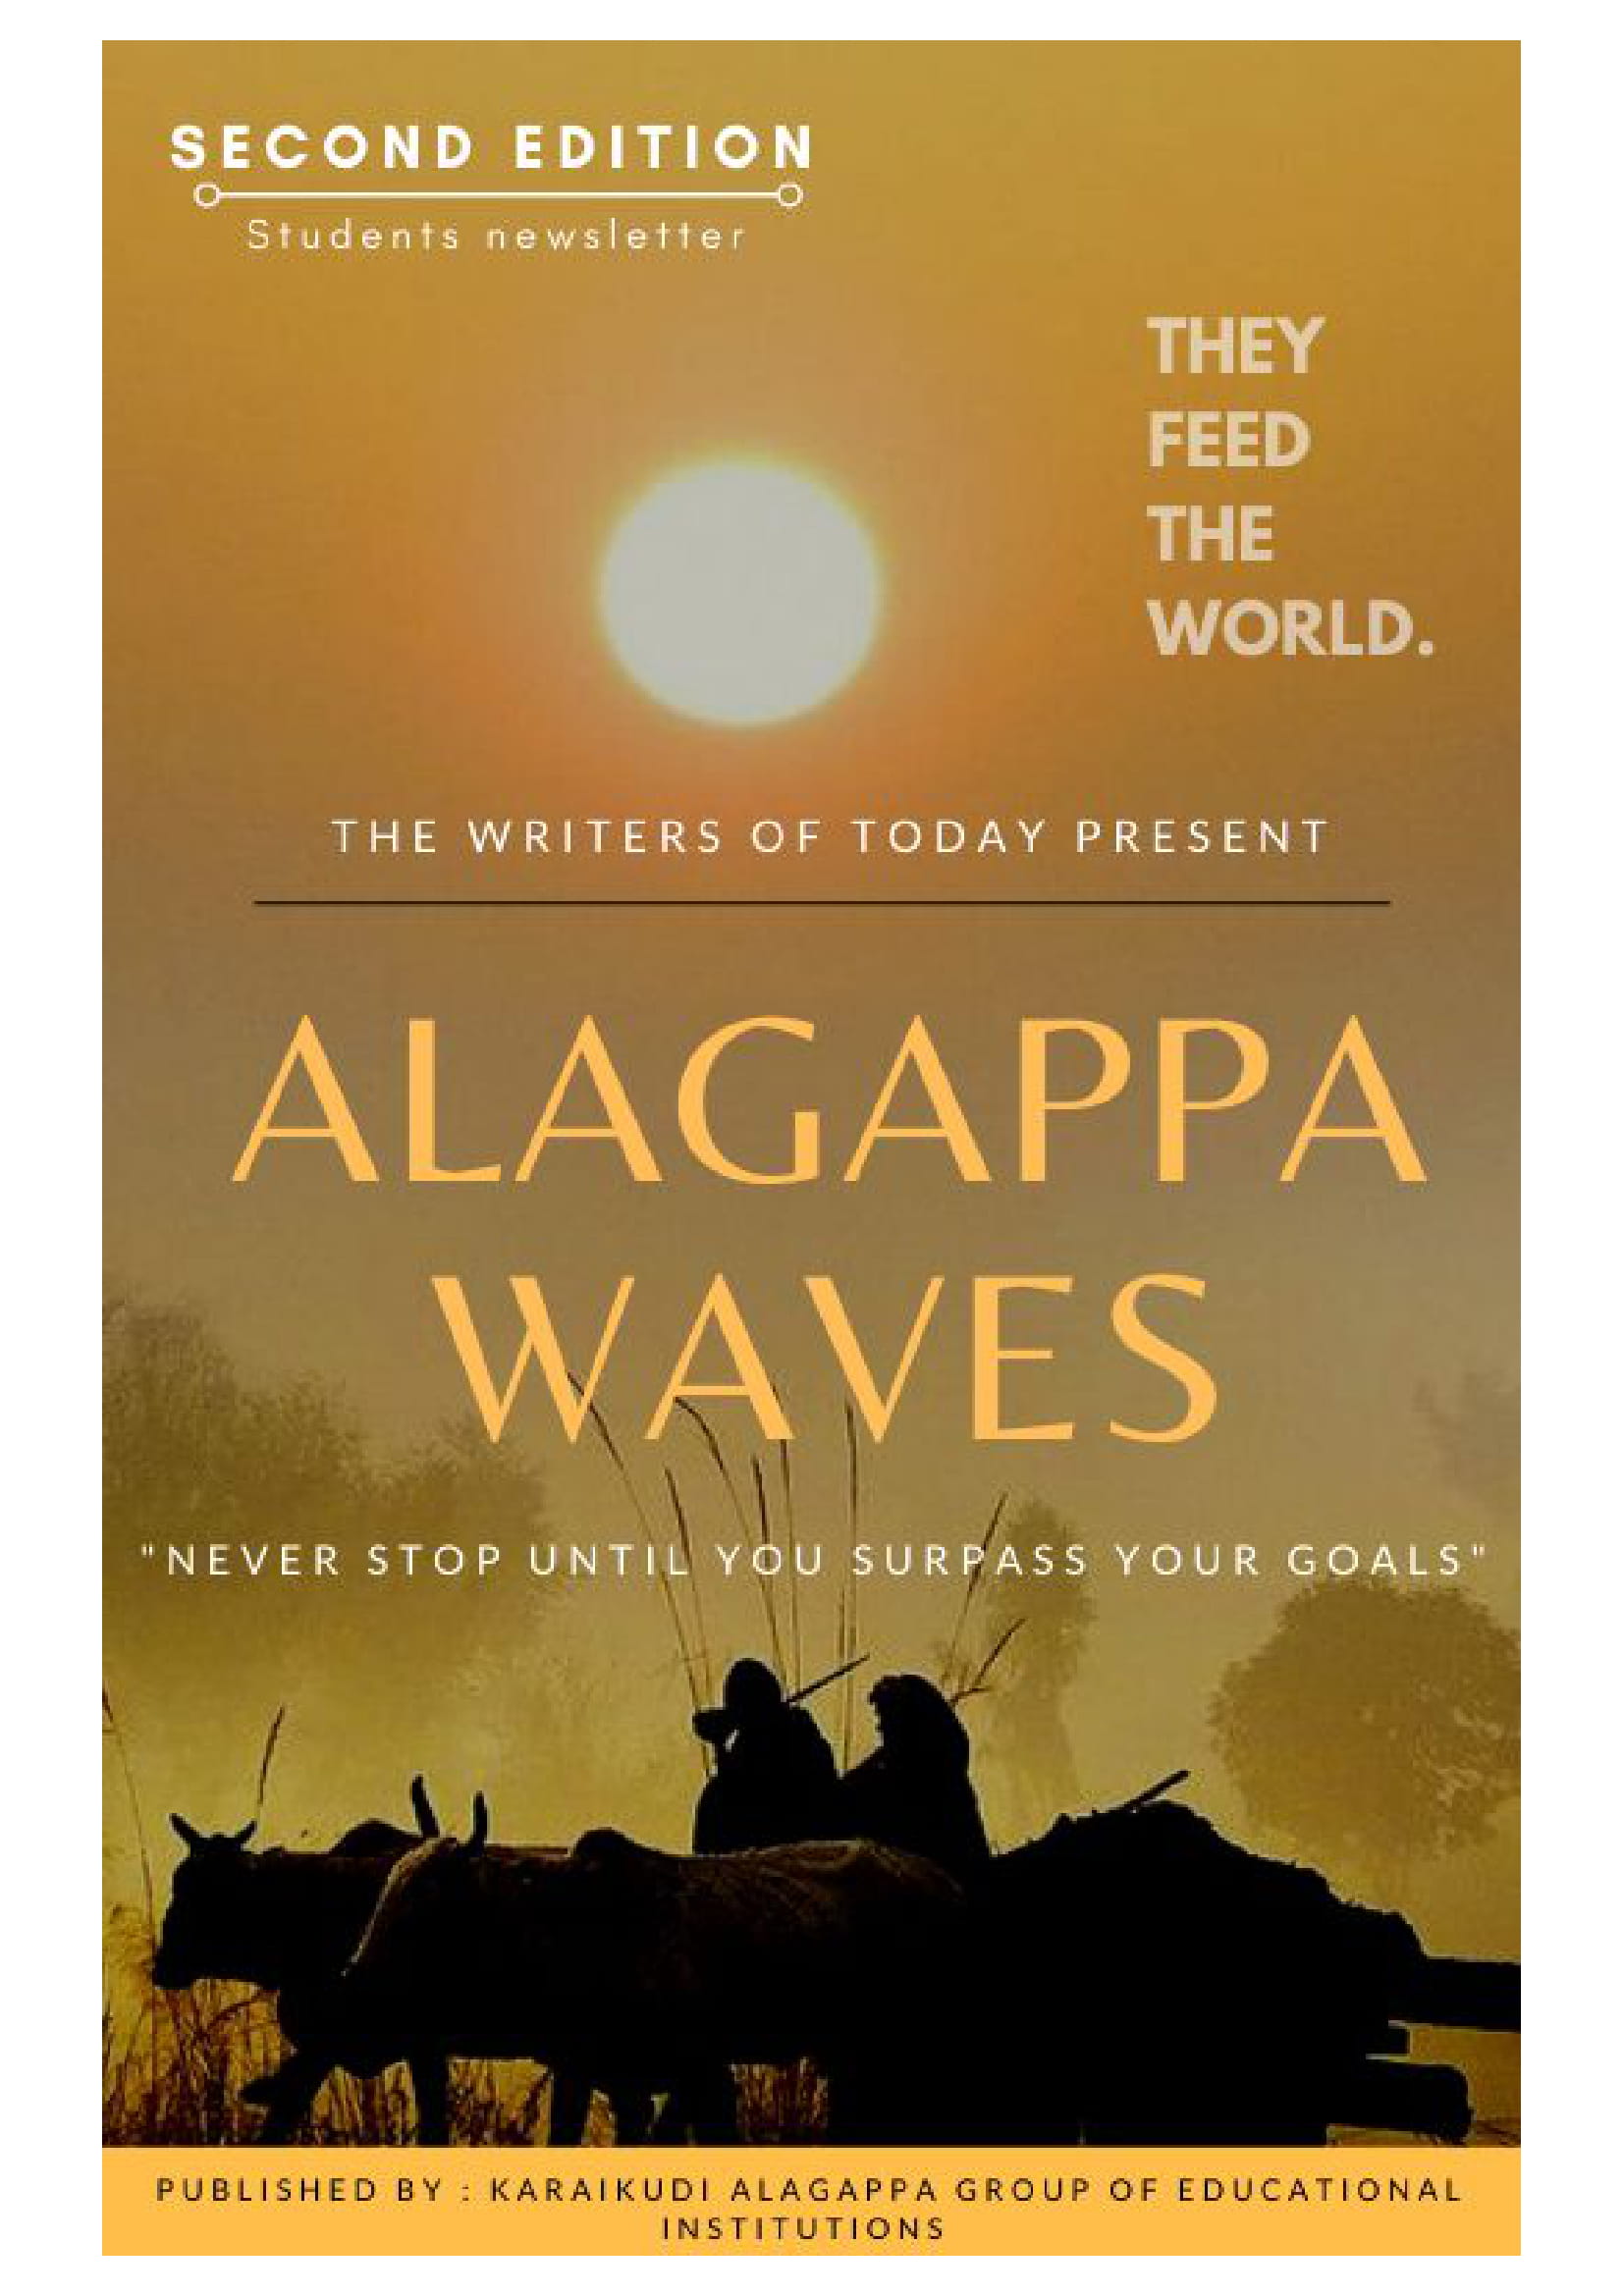 SECOND EDITION
Students newsletter
THEY
FEED
THE
WORLD.
THE WRITERS OF TODAY PRESENT
ALAGAPPA
WAVES
"NEVER STOP UNTIL YOU SURPASS YOUR GOALS"
PUBLISHED BY : KARAIKUDI ALAGAPPA GROUP OF EDUCATIONAL
INSTITUTIONS